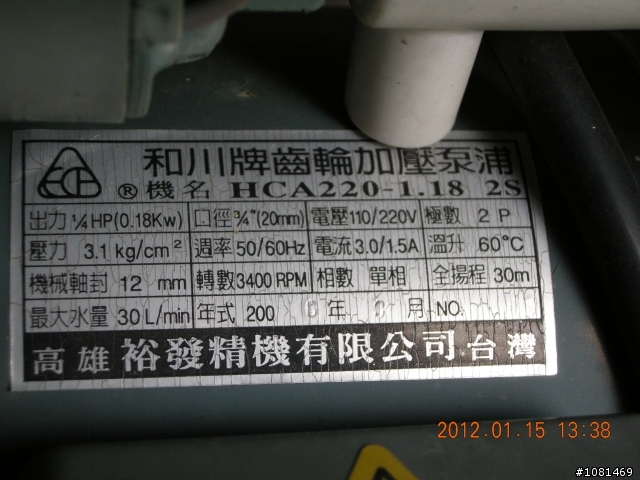 和川牌齒輪加壓泵浦
®機名 HCA220-1.18 2S
出力 ¼HP(0.18Kw) 口徑 ¾"(20mm) 電壓 110/220V 極數 2 P
壓力 3.1 kg/cm² 週率 50/60Hz 電流 3.0/1.5A 溫升 60°C
機械軸封 12 mm 轉數 3400 RPM 相數 單相 全揚程 30m
最大水量 30 L/min 年式 200 年 月 NO.
高雄 裕發精機有限公司 台灣
2012.01.15 13:38
#1081469